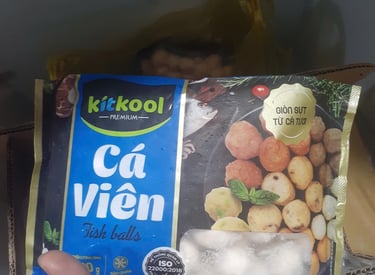 kitkool
PREMIUM
Cá
Viên
Fish balls
GIÒN SỰT
TỪ CÁ TƯƠI
ISO
22000:2018